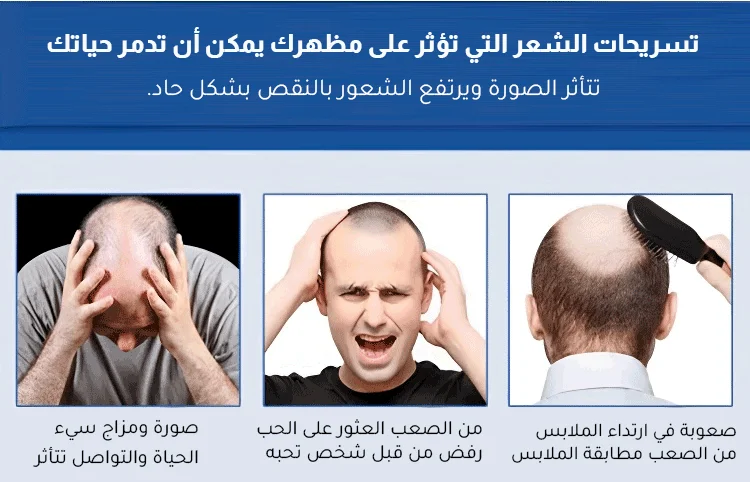 تسريحات الشعر التي تؤثر على مظهرك يمكن أن تدمر حياتك
تتأثر الصورة ويرتفع الشعور بالنقص بشكل حاد.
صعوبة في ارتداء الملابس
من الصعب مطابقة الملابس
من الصعب العثور على الحب
رفض من قبل شخص تحبه
صورة ومزاج سيء
الحياة والتواصل تتأثر